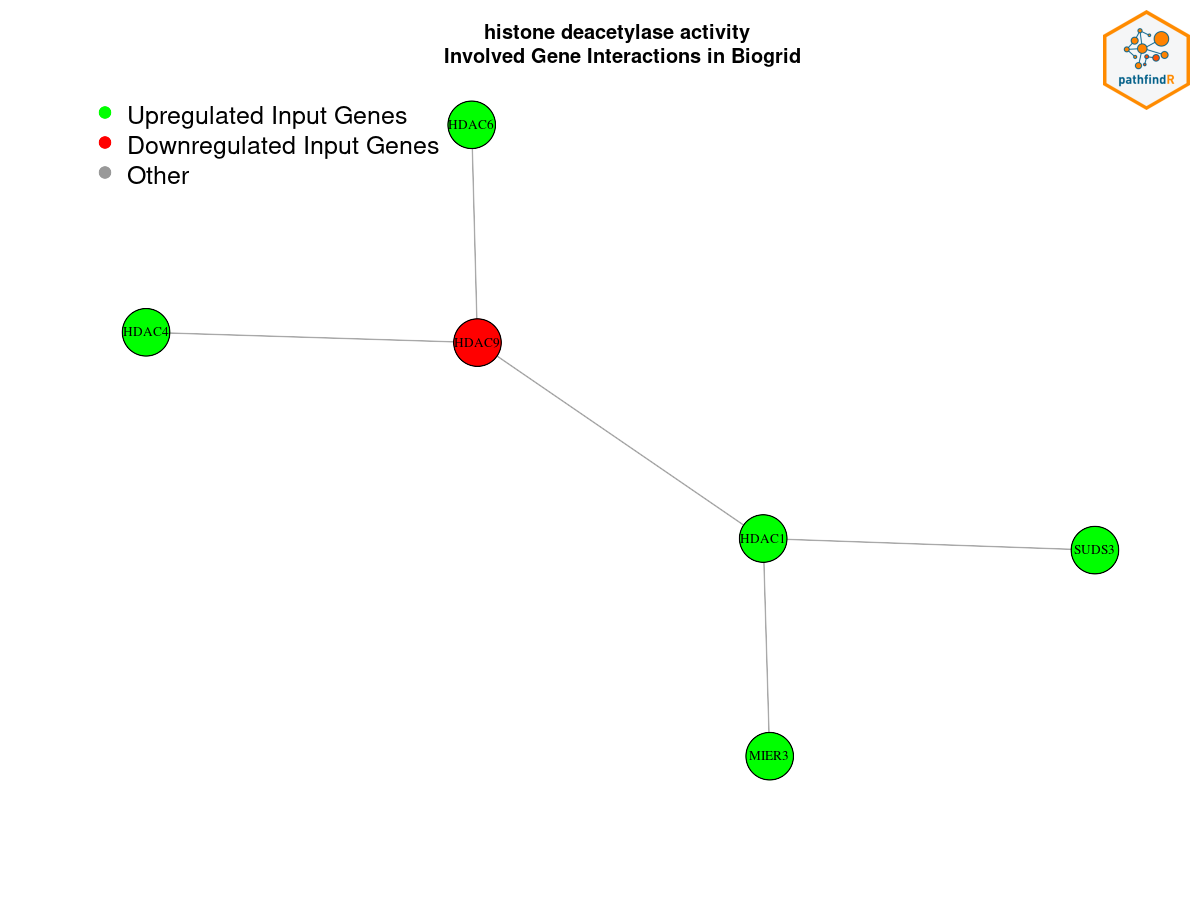 histone deacetylase activity
Involved Gene Interactions in Biogrid
pathfindR
Upregulated Input Genes
Downregulated Input Genes
Other
HDAC6
HDAC4
HDAC9
HDAC1
SUDS3
MIER3